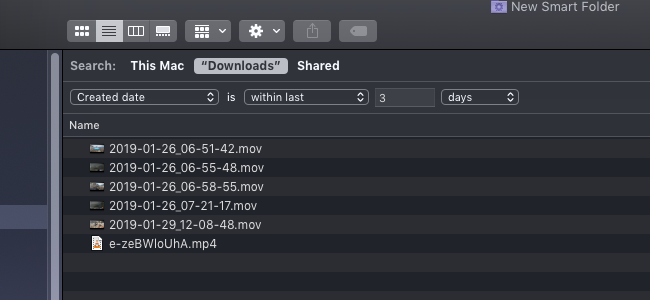 New Smart Folder
Search: This Mac “Downloads” Shared
Created date is within last 3 days
Name
2019-01-26_06-51-42.mov
2019-01-26_06-55-48.mov
2019-01-26_06-58-55.mov
2019-01-26_07-21-17.mov
2019-01-29_12-08-48.mov
e-zeBWIoUhA.mp4